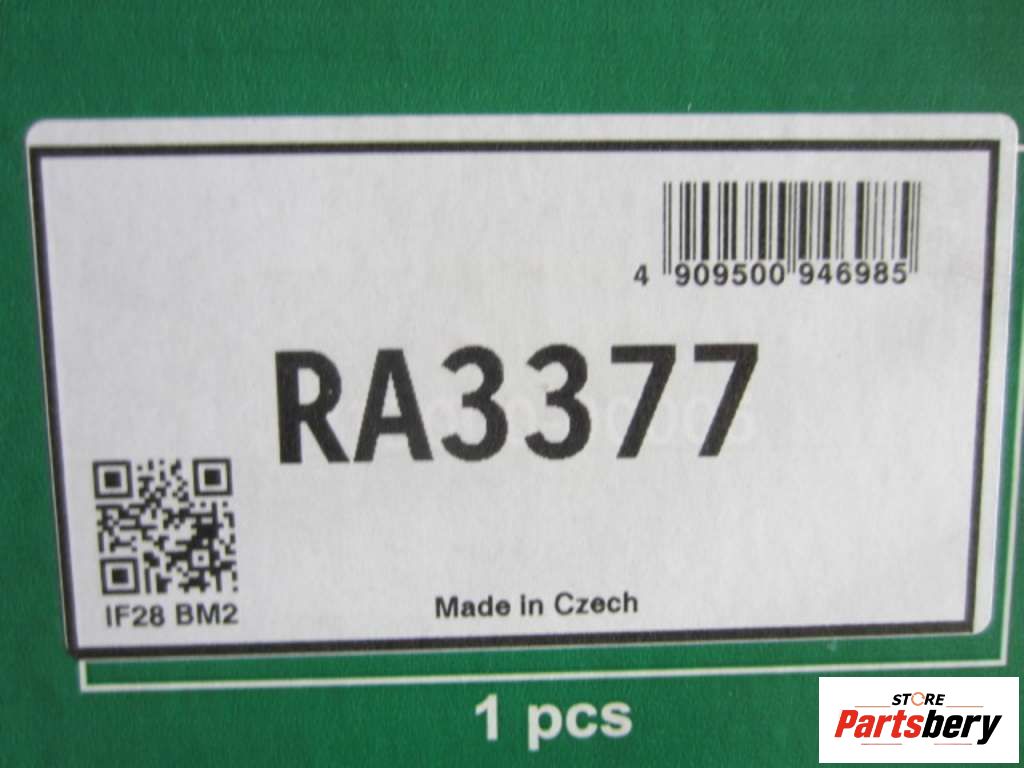 4 909500 946985
RA3377
IF28 BM2
Made in Czech
1 pcs
STORE
Partsbery